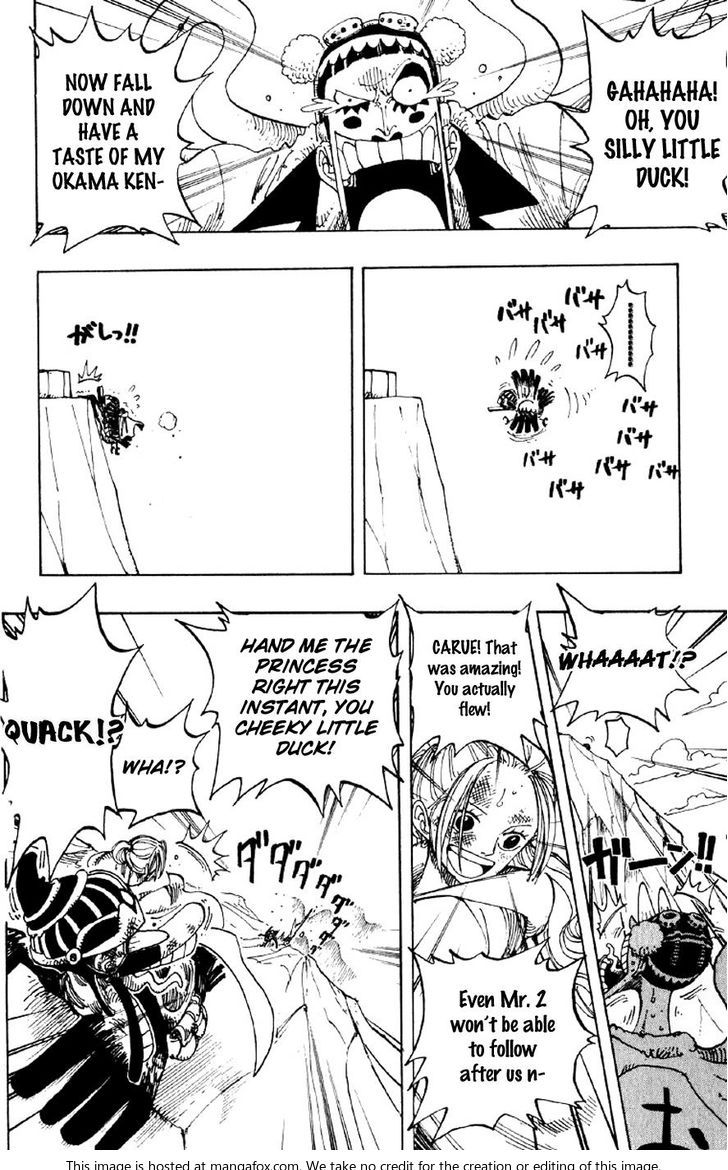 GAHAHAHA!
OH, YOU
SILLY LITTLE
DUCK!
NOW FALL
DOWN AND
HAVE A
TASTE OF MY
OKAMA KEN-
バサ
バサ
バサ
バサ
バサ
バサ
バサ
バサ
バサ
バサ
がしっ!!
WHAAAAT!?
ガーン!!
お
CARUE! That
was amazing!
You actually
flew!
Even Mr. 2
won't be able
to follow
after us n-
HAND ME THE
PRINCESS
RIGHT THIS
INSTANT, YOU
CHEEKY LITTLE
DUCK!
ダダダダダダダ
WHA!?
QUACK!?
This image is hosted at mangafox.com. We take no credit for the creation or editing of this image.